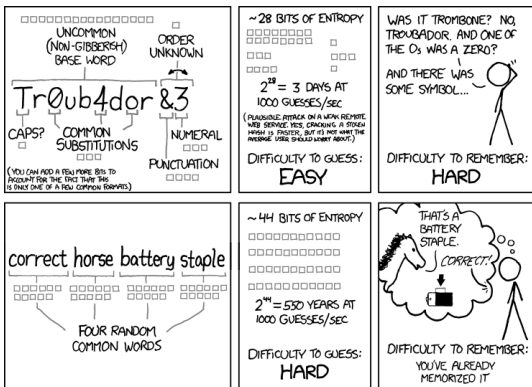 UNCOMMON
(NON-GIBBERISH)
BASE WORD
ORDER
UNKNOWN
Tr0ub4dor &3
CAPS?
COMMON
SUBSTITUTIONS
NUMERAL
PUNCTUATION
(YOU CAN ADD A FEW MORE BITS TO
ACCOUNT FOR THE FACT THAT THIS
IS ONLY ONE OF A FEW COMMON FORMATS.)
~28 BITS OF ENTROPY
2²⁸ = 3 DAYS AT
1000 GUESSES/SEC
(PLAUSIBLE ATTACK ON A WEAK REMOTE
WEB SERVICE. YES, CRACKING A STOLEN
HASH IS FASTER, BUT IT'S NOT WHAT THE
AVERAGE USER SHOULD WORRY ABOUT.)
DIFFICULTY TO GUESS:
EASY
WAS IT TROMBONE? NO,
TROUBADOR. AND ONE OF
THE Os WAS A ZERO?
AND THERE WAS
SOME SYMBOL...
DIFFICULTY TO REMEMBER:
HARD
correct horse battery staple
FOUR RANDOM
COMMON WORDS
~44 BITS OF ENTROPY
2⁴⁴ = 550 YEARS AT
1000 GUESSES/SEC
DIFFICULTY TO GUESS:
HARD
THAT'S A
BATTERY
STAPLE.
CORRECT!
DIFFICULTY TO REMEMBER:
YOU'VE ALREADY
MEMORIZED IT